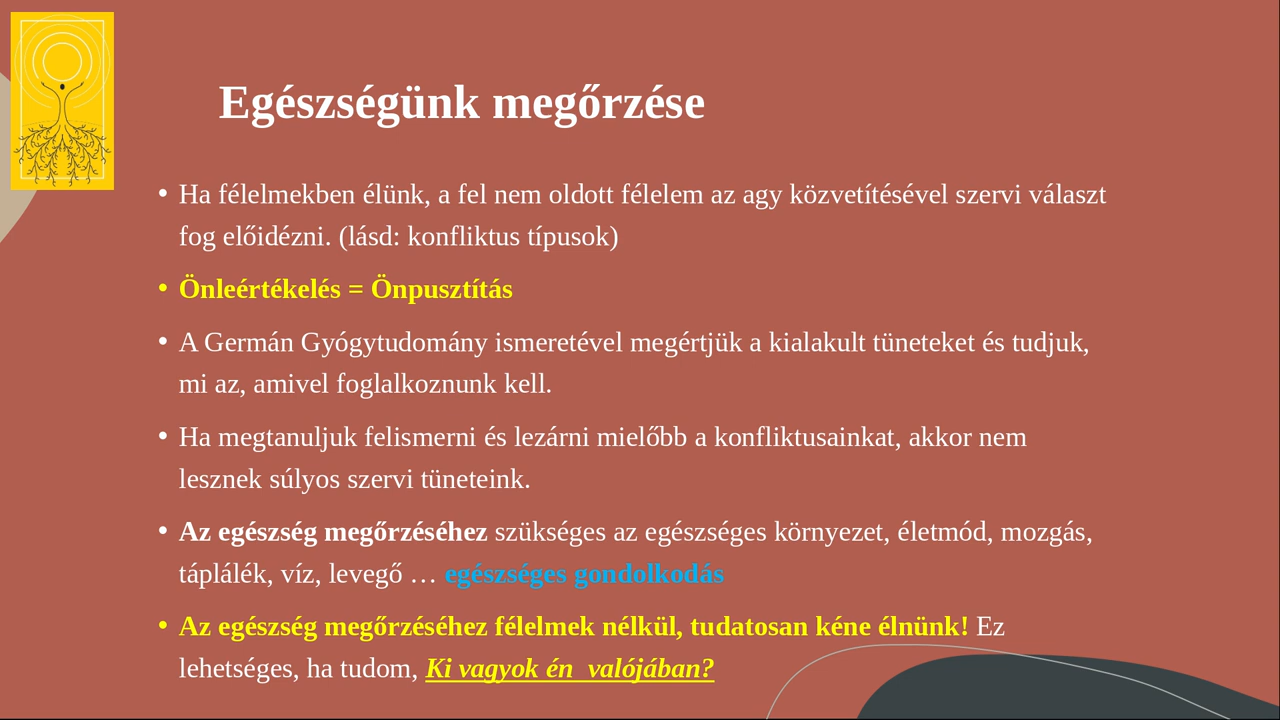 Egészségünk megőrzése
• Ha félelmekben élünk, a fel nem oldott félelem az agy közvetítésével szervi választ
fog előidézni. (lásd: konfliktus típusok)
• Önleértékelés = Önpusztítás
• A Germán Gyógytudomány ismeretével megértjük a kialakult tüneteket és tudjuk,
mi az, amivel foglalkoznunk kell.
• Ha megtanuljuk felismerni és lezárni mielőbb a konfliktusainkat, akkor nem
lesznek súlyos szervi tüneteink.
• Az egészség megőrzéséhez szükséges az egészséges környezet, életmód, mozgás,
táplálék, víz, levegő … egészséges gondolkodás
• Az egészség megőrzéséhez félelmek nélkül, tudatosan kéne élnünk! Ez
lehetséges, ha tudom, Ki vagyok én  valójában?